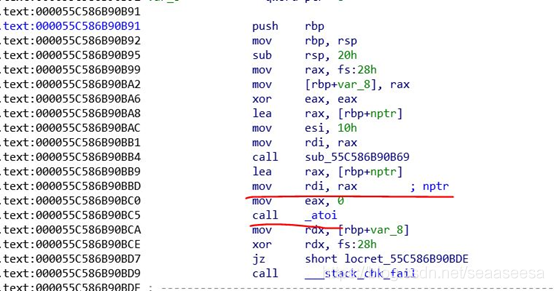 .text:000055C586B90B91
.text:000055C586B90B91 push rbp
.text:000055C586B90B92 mov rbp, rsp
.text:000055C586B90B95 sub rsp, 20h
.text:000055C586B90B99 mov rax, fs:28h
.text:000055C586B90BA2 mov [rbp+var_8], rax
.text:000055C586B90BA6 xor eax, eax
.text:000055C586B90BA8 lea rax, [rbp+nptr]
.text:000055C586B90BAC mov esi, 10h
.text:000055C586B90BB1 mov rdi, rax
.text:000055C586B90BB4 call sub_55C586B90B69
.text:000055C586B90BB9 lea rax, [rbp+nptr]
.text:000055C586B90BBD mov rdi, rax ; nptr
.text:000055C586B90BC0 mov eax, 0
.text:000055C586B90BC5 call _atoi
.text:000055C586B90BCA mov rdx, [rbp+var_8]
.text:000055C586B90BCE xor rdx, fs:28h
.text:000055C586B90BD7 jz short locret_55C586B90BDE
.text:000055C586B90BD9 call ___stack_chk_fail
.text:000055C586B90BDE ;